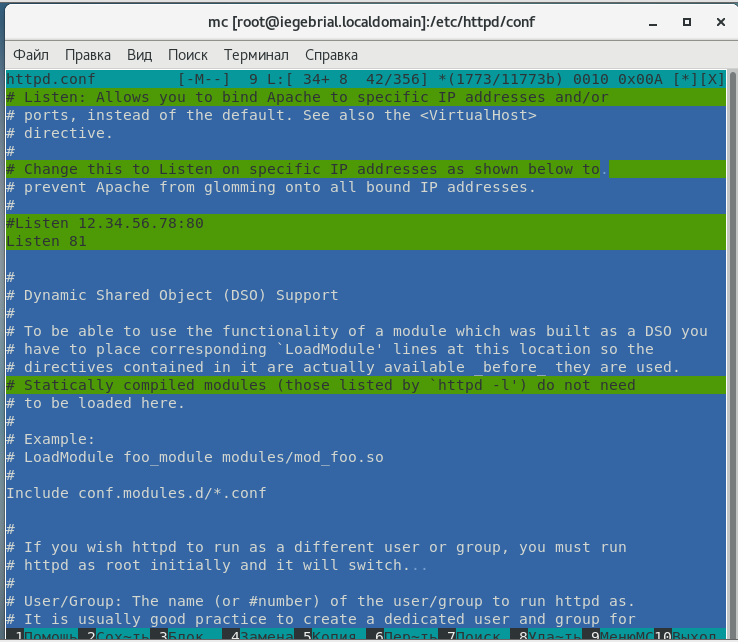 mc [root@iegebrial.localdomain]:/etc/httpd/conf
Файл Правка Вид Поиск Терминал Справка
httpd.conf [-M--] 9 L:[ 34+ 8 42/356] *(1773/11773b) 0010 0x00A [*][X]
# Listen: Allows you to bind Apache to specific IP addresses and/or
# ports, instead of the default. See also the <VirtualHost>
# directive.
#
# Change this to Listen on specific IP addresses as shown below to.
# prevent Apache from glomming onto all bound IP addresses.
#
#Listen 12.34.56.78:80
Listen 81
#
# Dynamic Shared Object (DSO) Support
#
# To be able to use the functionality of a module which was built as a DSO you
# have to place corresponding `LoadModule' lines at this location so the
# directives contained in it are actually available _before_ they are used.
# Statically compiled modules (those listed by `httpd -l') do not need
# to be loaded here.
#
# Example:
# LoadModule foo_module modules/mod_foo.so
#
Include conf.modules.d/*.conf
#
# If you wish httpd to run as a different user or group, you must run
# httpd as root initially and it will switch...
#
# User/Group: The name (or #number) of the user/group to run httpd as.
# It is usually good practice to create a dedicated user and group for
1Помощь 2Сох~ть 3Блок 4Замена 5Копия 6Пер~ть 7Поиск 8Уда~ть 9МенюMC 10Выход